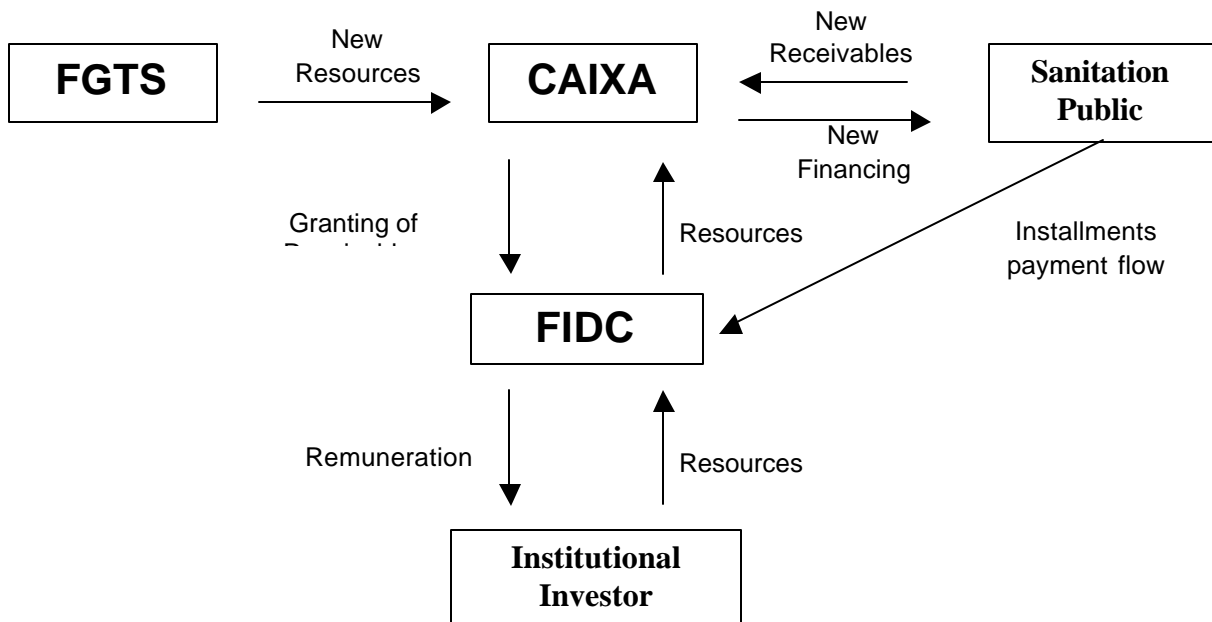 New
Resources
New
Receivables
FGTS
CAIXA
Sanitation
Public
New
Financing
Granting of
Resources
Installments
payment flow
FIDC
Remuneration
Resources
Institutional
Investor